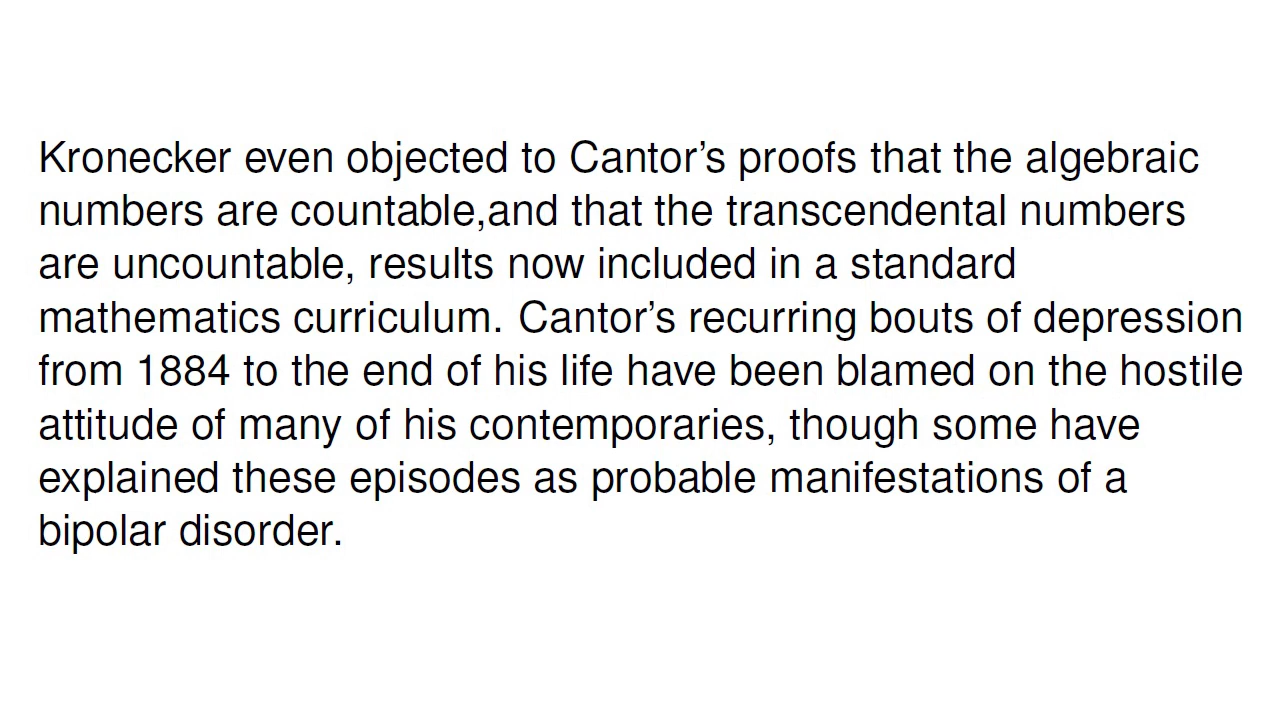 Kronecker even objected to Cantor’s proofs that the algebraic
numbers are countable,and that the transcendental numbers
are uncountable, results now included in a standard
mathematics curriculum. Cantor’s recurring bouts of depression
from 1884 to the end of his life have been blamed on the hostile
attitude of many of his contemporaries, though some have
explained these episodes as probable manifestations of a
bipolar disorder.